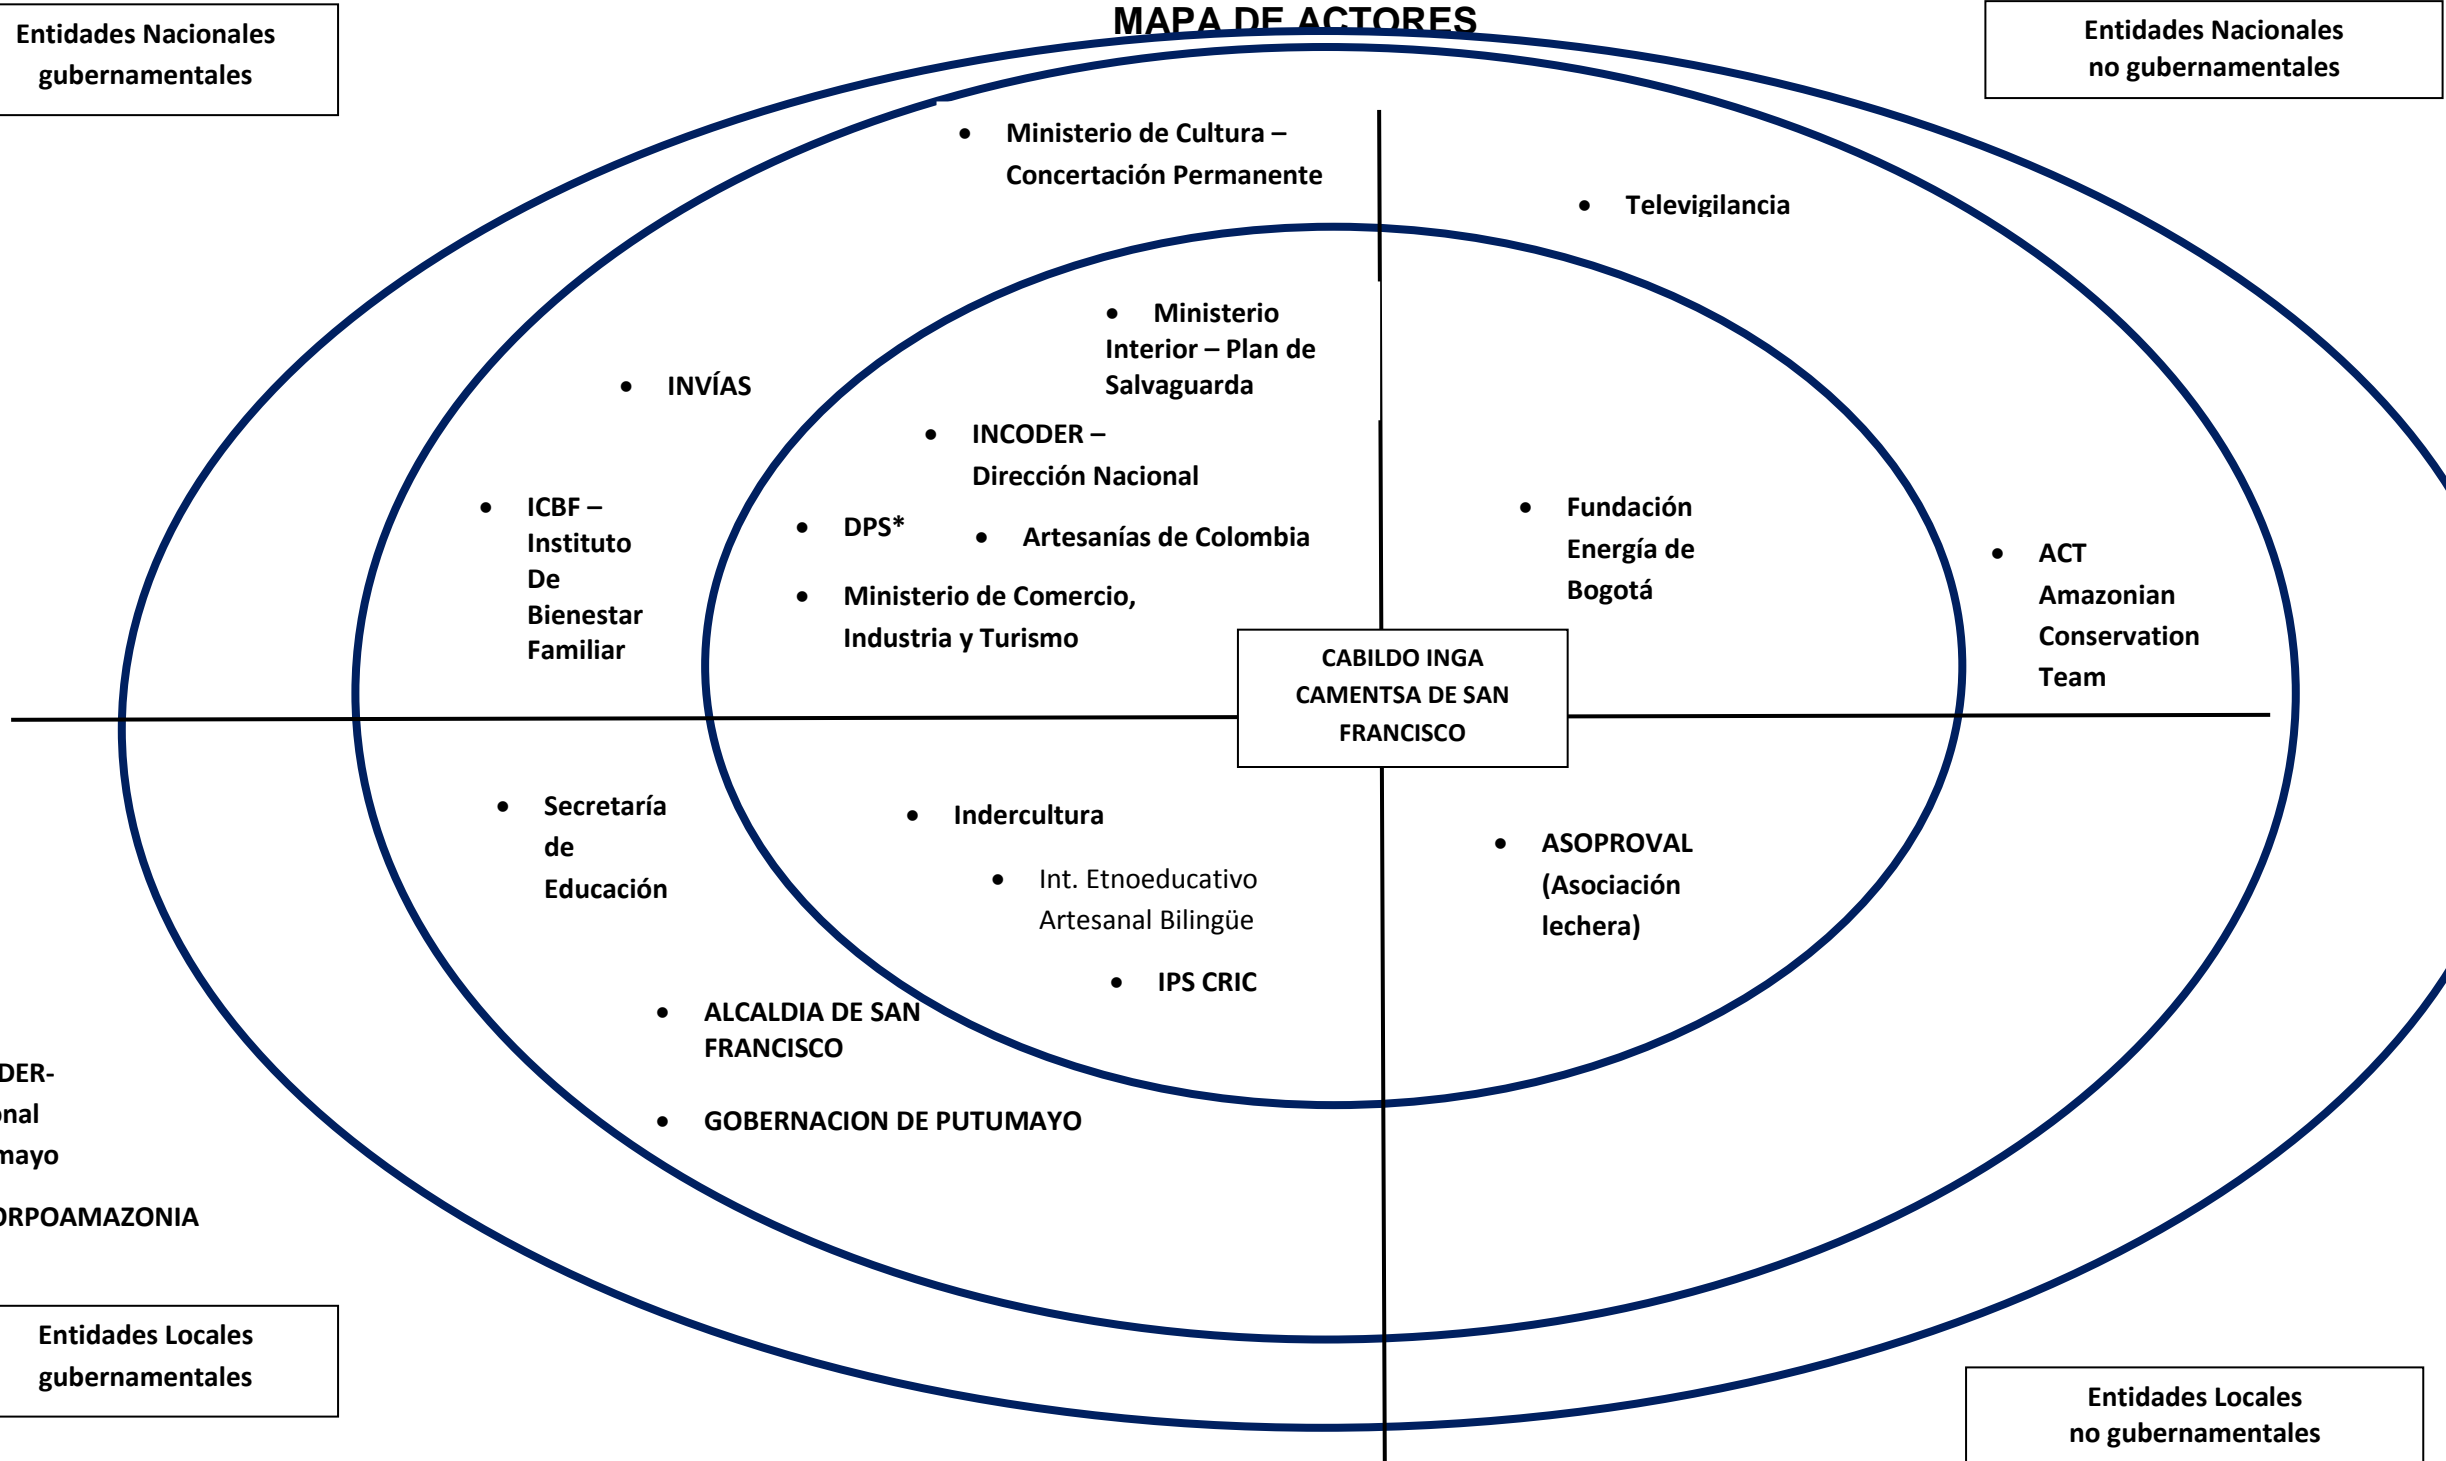 MAPA DE ACTORES
Entidades Nacionales
gubernamentales
Entidades Nacionales
no gubernamentales
• Ministerio de Cultura –
Concertación Permanente
• Televigilancia
• Ministerio
Interior – Plan de
Salvaguarda
• INVÍAS
• INCODER –
Dirección Nacional
• ICBF –
Instituto
De
Bienestar
Familiar
• DPS*
• Artesanías de Colombia
• Ministerio de Comercio,
Industria y Turismo
• Fundación
Energía de
Bogotá
• ACT
Amazonian
Conservation
Team
CABILDO INGA
CAMENTSA DE SAN
FRANCISCO
• Secretaría
de
Educación
• Indercultura
• Int. Etnoeducativo
Artesanal Bilingüe
• IPS CRIC
• ASOPROVAL
(Asociación
lechera)
• ALCALDIA DE SAN
FRANCISCO
• GOBERNACION DE PUTUMAYO
DER-
onal
mayo
ORPOAMAZONIA
Entidades Locales
gubernamentales
Entidades Locales
no gubernamentales